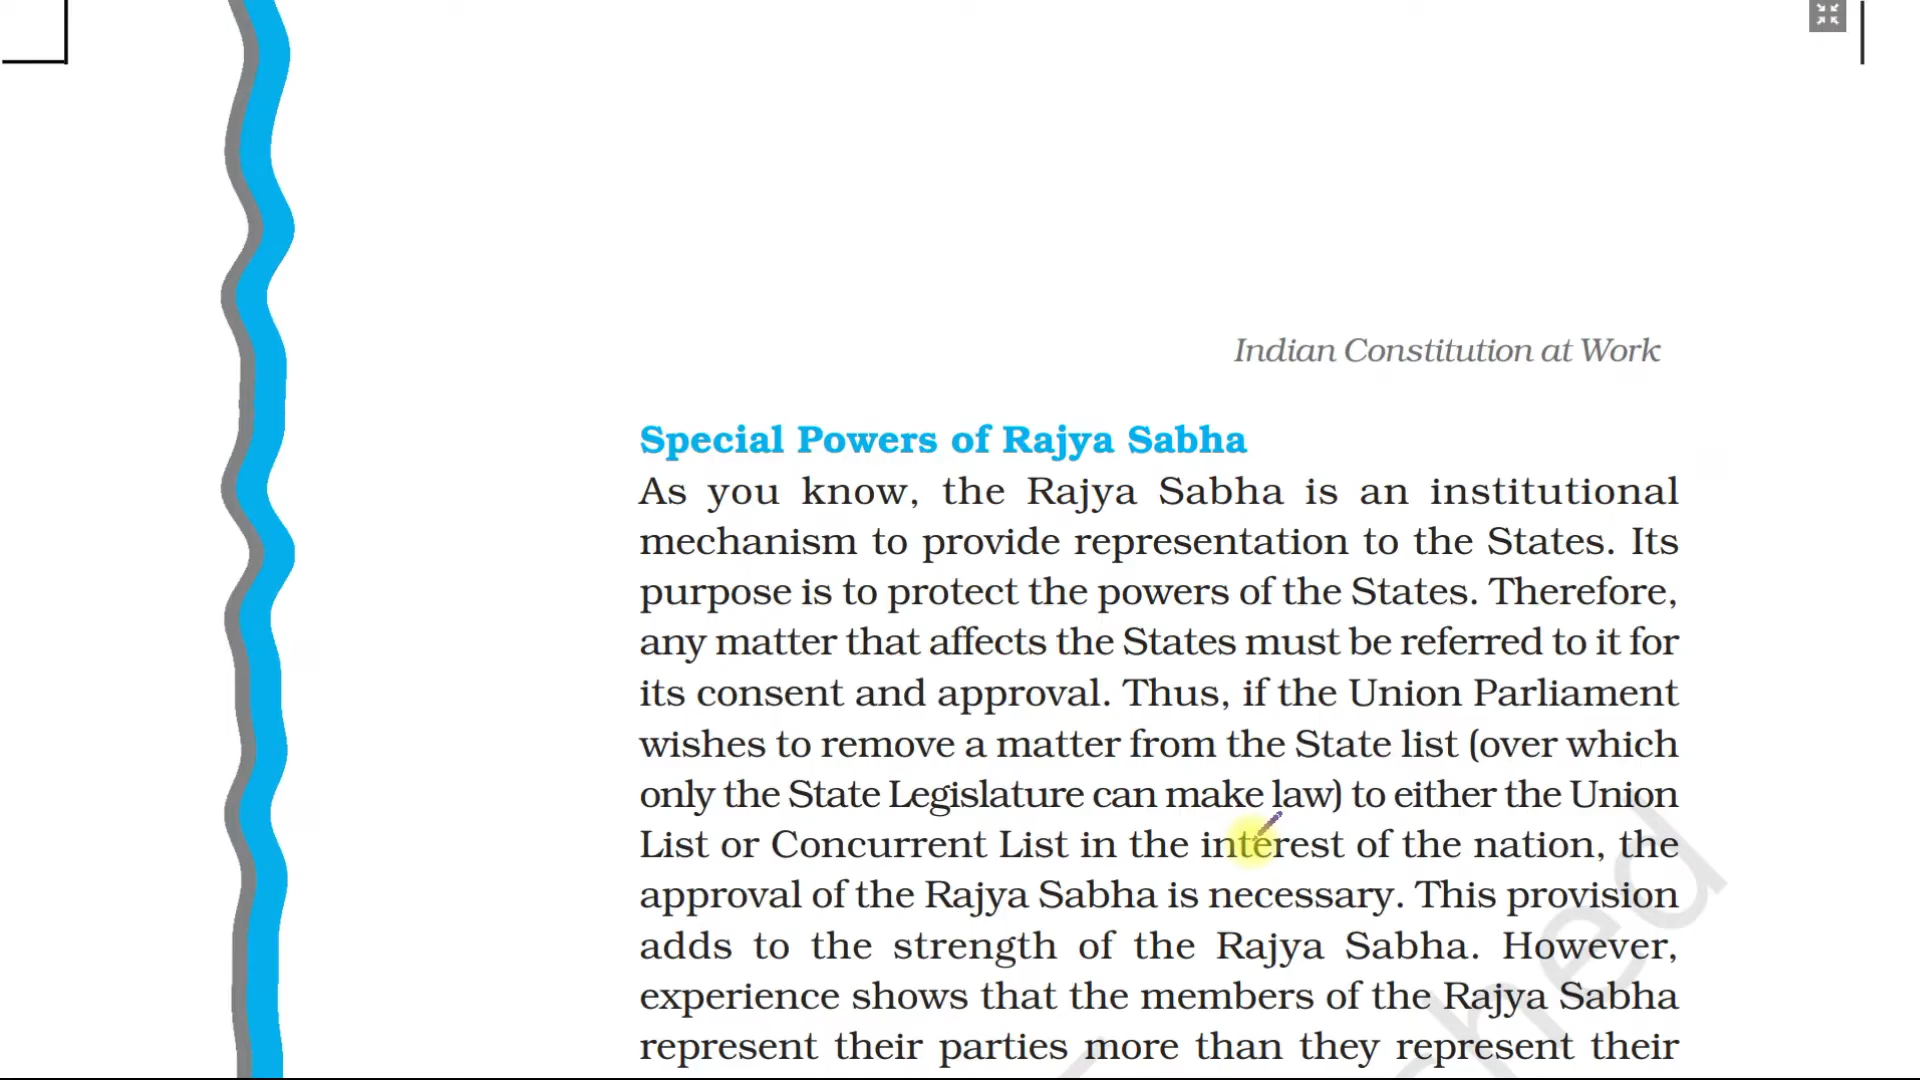 Indian Constitution at Work
Special Powers of Rajya Sabha
As you know, the Rajya Sabha is an institutional
mechanism to provide representation to the States. Its
purpose is to protect the powers of the States. Therefore,
any matter that affects the States must be referred to it for
its consent and approval. Thus, if the Union Parliament
wishes to remove a matter from the State list (over which
only the State Legislature can make law) to either the Union
List or Concurrent List in the interest of the nation, the
approval of the Rajya Sabha is necessary. This provision
adds to the strength of the Rajya Sabha. However,
experience shows that the members of the Rajya Sabha
represent their parties more than they represent their